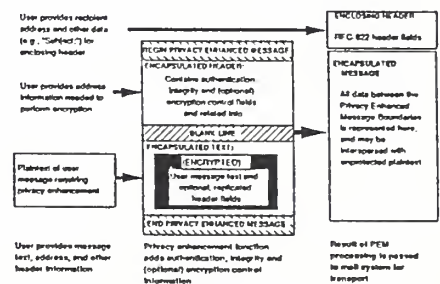 User provides recipient
address and other data
(e.g., "Subject:") for
enclosing header
User provides address
information needed to
perform encryption
Plaintext of user
message requiring
privacy enhancement
User provides message
text, address, and other
header information
BEGIN PRIVACY ENHANCED MESSAGE
ENCAPSULATED HEADER:
Contains authentication
integrity and (optional)
encryption control fields
and related info
BLANK LINE
ENCAPSULATED TEXT:
(ENCRYPTED)
User message text and
optional, replicated
header fields
END PRIVACY ENHANCED MESSAGE
Privacy enhancement function
adds authentication, integrity and
(optional) encryption control
information
ENCLOSING HEADER
RFC 822 header fields
ENCAPSULATED
MESSAGE
All data between the
Privacy Enhanced
Message Boundaries
is represented here,
and may be
interspersed with
unprotected plaintext
Result of PEM
processing is passed
to mail system for
transport